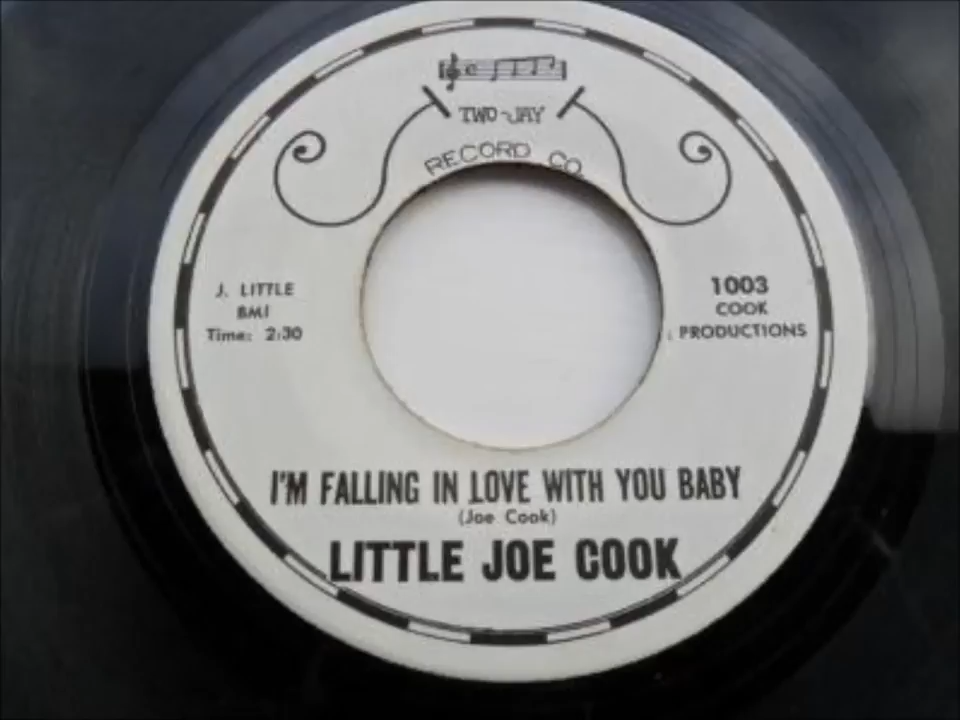 TWO-JAY
RECORD CO.
J. LITTLE
BMI
Time: 2:30
1003
COOK
PRODUCTIONS
I'M FALLING IN LOVE WITH YOU BABY
(Joe Cook)
LITTLE JOE COOK